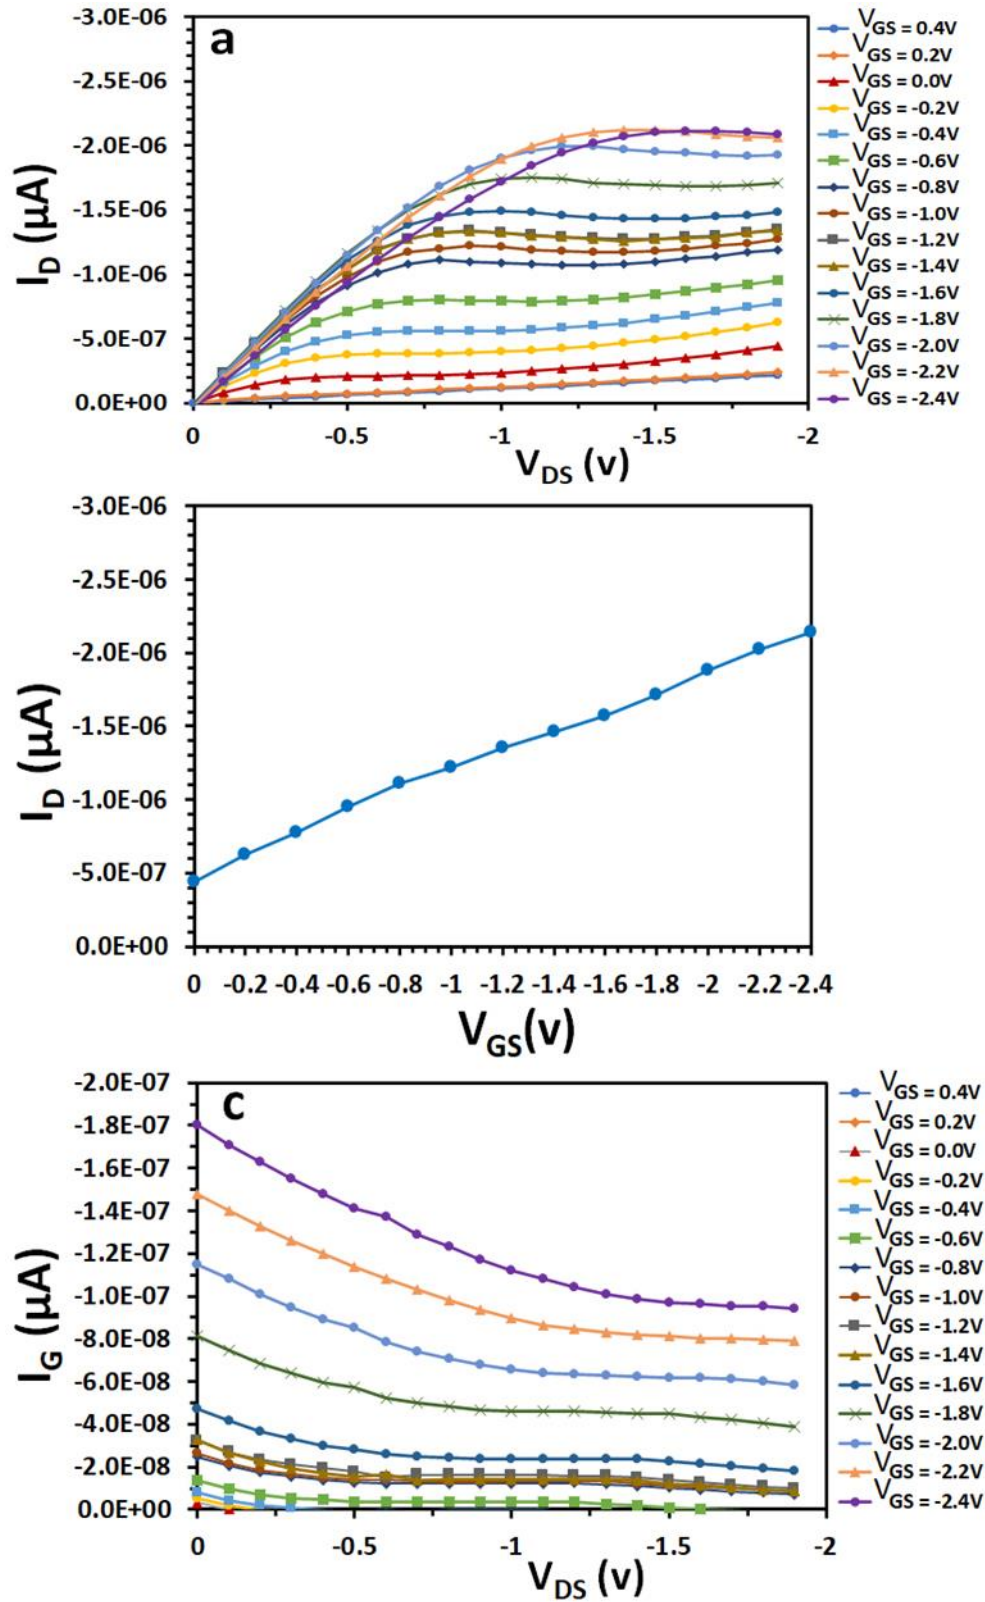 a
-3.0E-06
-2.5E-06
-2.0E-06
-1.5E-06
-1.0E-06
-5.0E-07
0.0E+00
I_D (µA)
0 -0.5 -1 -1.5 -2
V_DS (v)
V_GS = 0.4V
V_GS = 0.2V
V_GS = 0.0V
V_GS = -0.2V
V_GS = -0.4V
V_GS = -0.6V
V_GS = -0.8V
V_GS = -1.0V
V_GS = -1.2V
V_GS = -1.4V
V_GS = -1.6V
V_GS = -1.8V
V_GS = -2.0V
V_GS = -2.2V
V_GS = -2.4V
-3.0E-06
-2.5E-06
-2.0E-06
-1.5E-06
-1.0E-06
-5.0E-07
0.0E+00
I_D (µA)
0 -0.2 -0.4 -0.6 -0.8 -1 -1.2 -1.4 -1.6 -1.8 -2 -2.2 -2.4
V_GS(v)
c
-2.0E-07
-1.8E-07
-1.6E-07
-1.4E-07
-1.2E-07
-1.0E-07
-8.0E-08
-6.0E-08
-4.0E-08
-2.0E-08
0.0E+00
I_G (µA)
0 -0.5 -1 -1.5 -2
V_DS (v)
V_GS = 0.4V
V_GS = 0.2V
V_GS = 0.0V
V_GS = -0.2V
V_GS = -0.4V
V_GS = -0.6V
V_GS = -0.8V
V_GS = -1.0V
V_GS = -1.2V
V_GS = -1.4V
V_GS = -1.6V
V_GS = -1.8V
V_GS = -2.0V
V_GS = -2.2V
V_GS = -2.4V